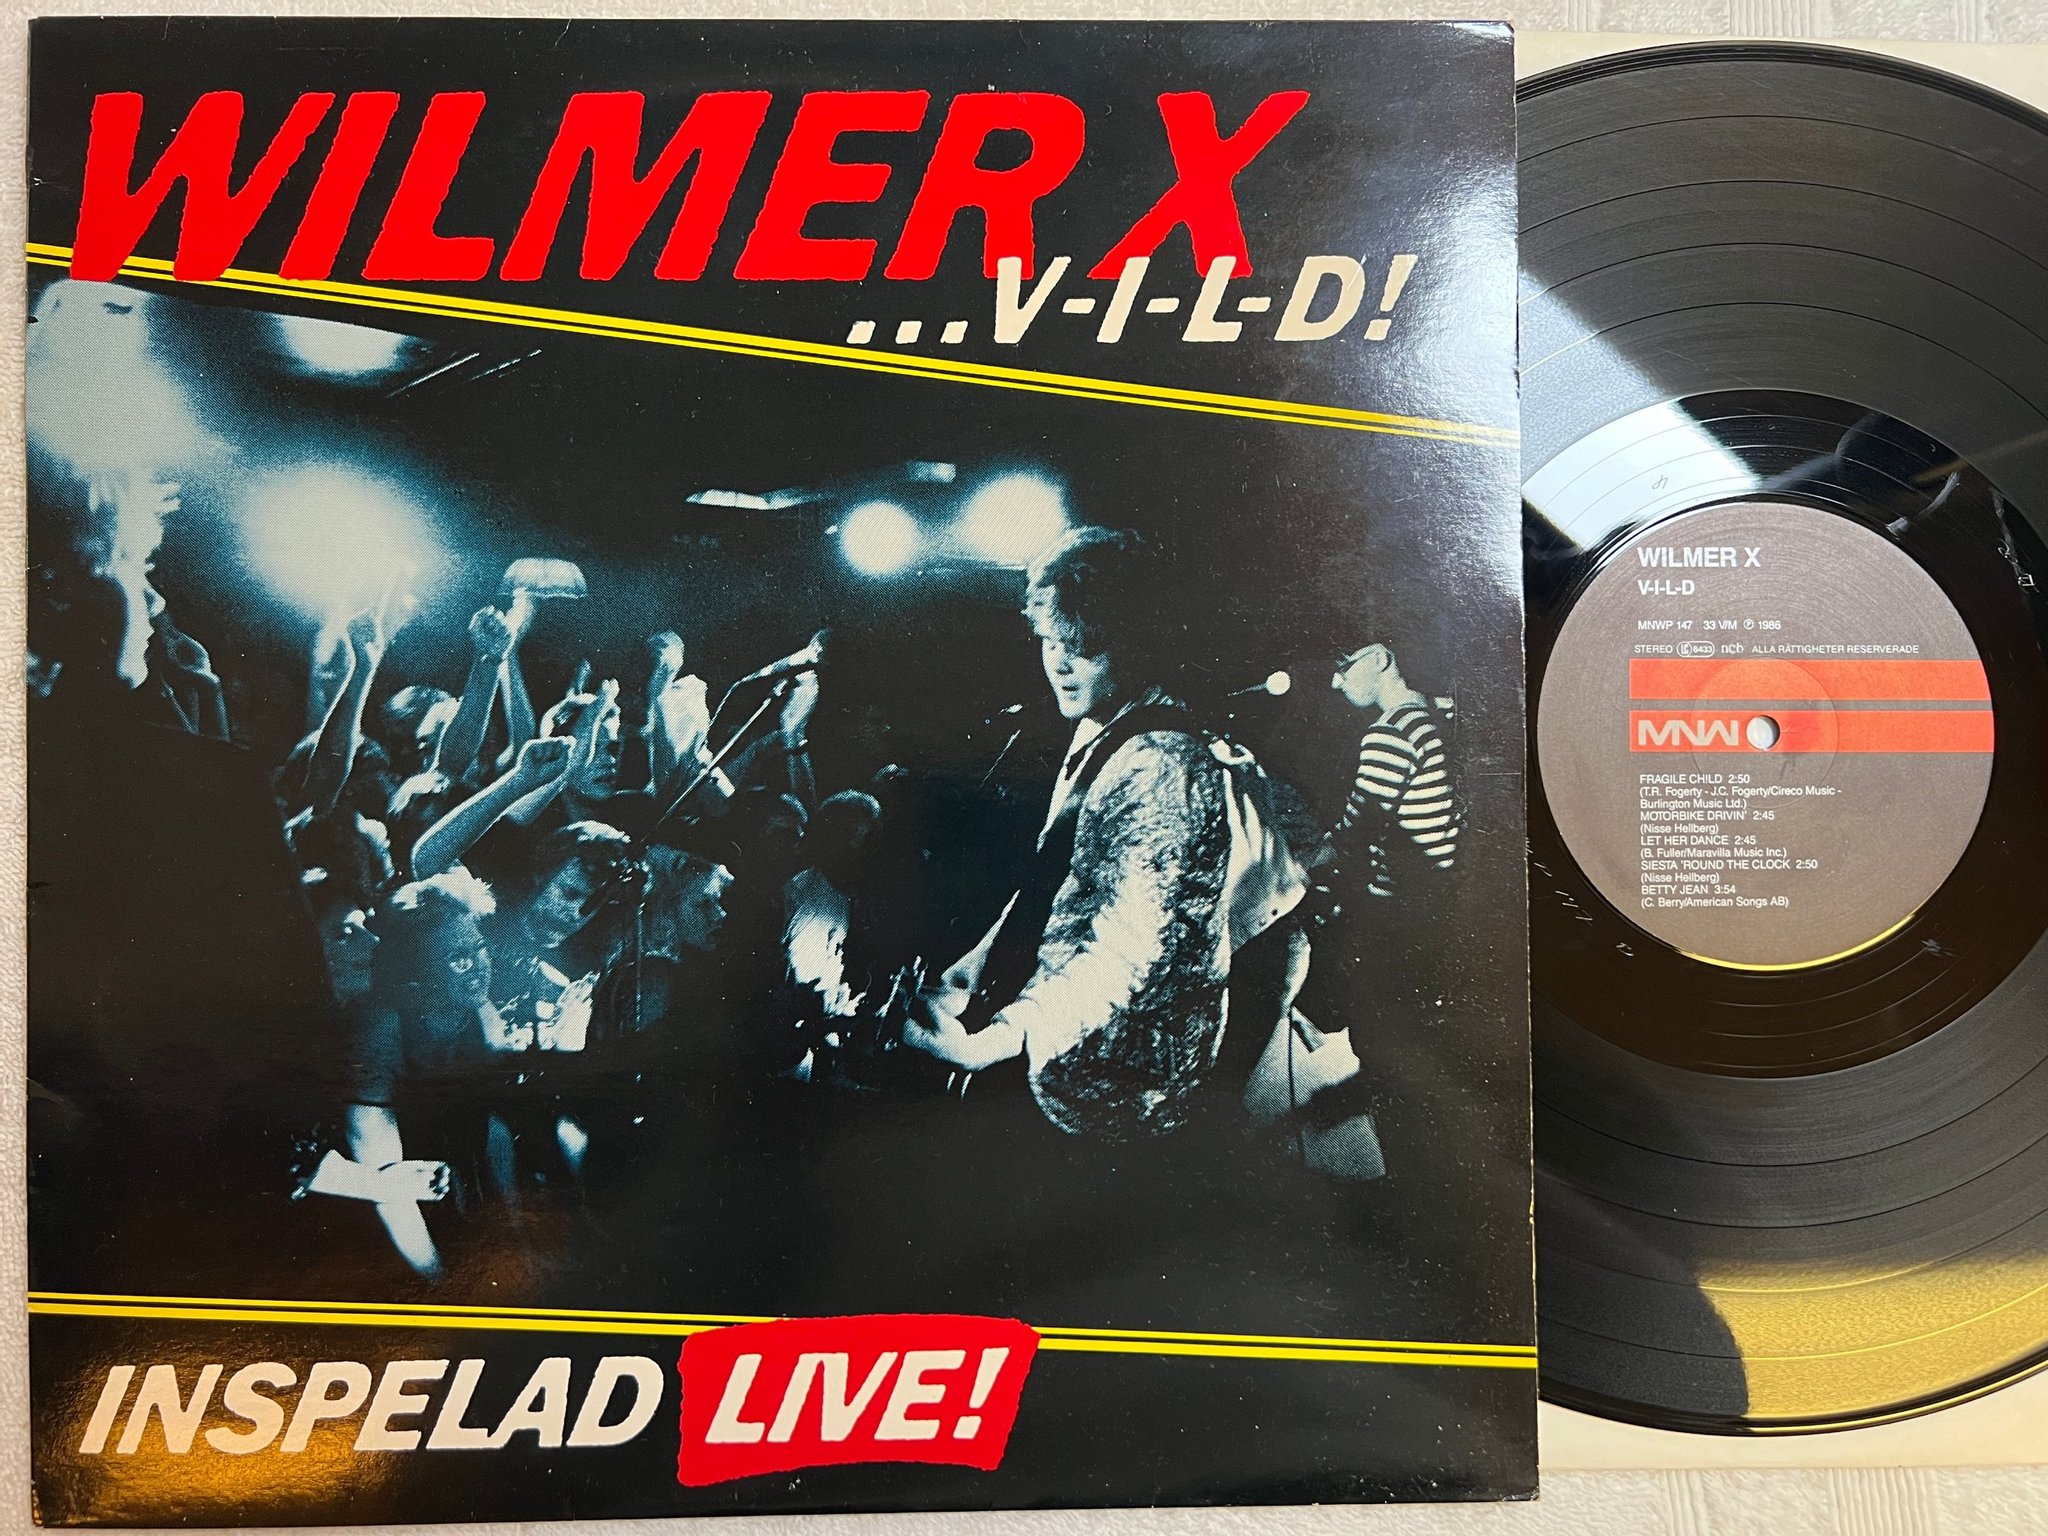 WILMER X
...V-I-L-D!
INSPELAD LIVE!
WILMER X
V-I-L-D
MNWP 147 33 V/M Ⓟ 1986
STEREO LC 8433 ncb ALLA RÄTTIGHETER RESERVERADE
MNW
FRAGILE CHILD 2:50
(T.R. Fogerty - J.C. Fogerty/Cireco Music -
Burlington Music Ltd.)
MOTORBIKE DRIVIN' 2:45
(Nisse Hellberg)
LET HER DANCE 2:45
(B. Fuller/Maravilla Music Inc.)
SIESTA 'ROUND THE CLOCK 2:50
(Nisse Hellberg)
BETTY JEAN 3:54
(C. Berry/American Songs AB)